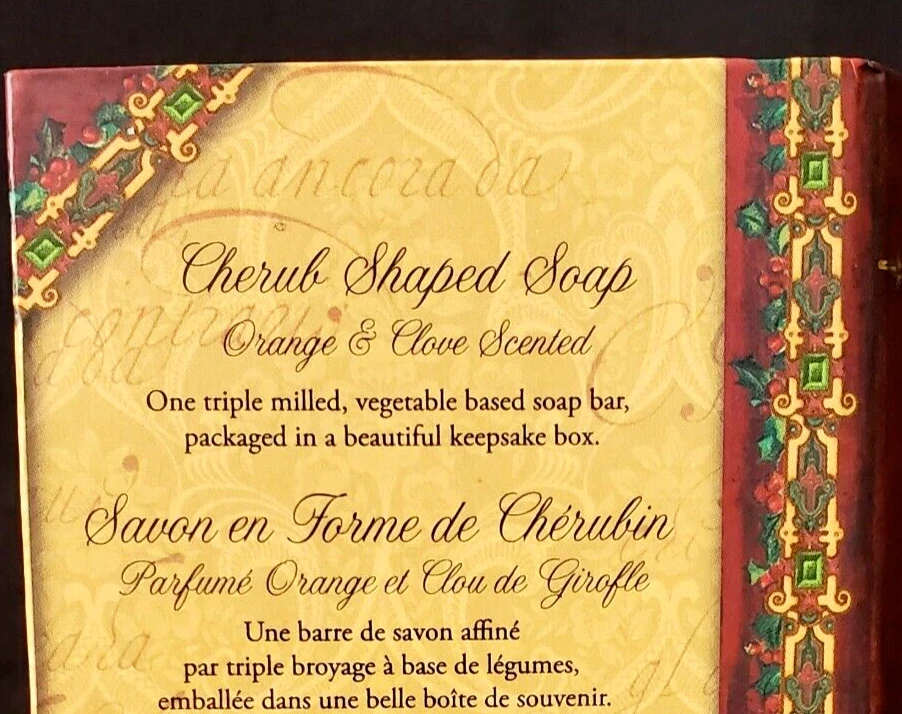 a ancora da
Cherub Shaped Soap
Orange & Clove Scented
One triple milled, vegetable based soap bar,
packaged in a beautiful keepsake box.
Savon en Forme de Chérubin
Parfumé Orange et Clou de Girofle
Une barre de savon affiné
par triple broyage à base de légumes,
emballée dans une belle boîte de souvenir.